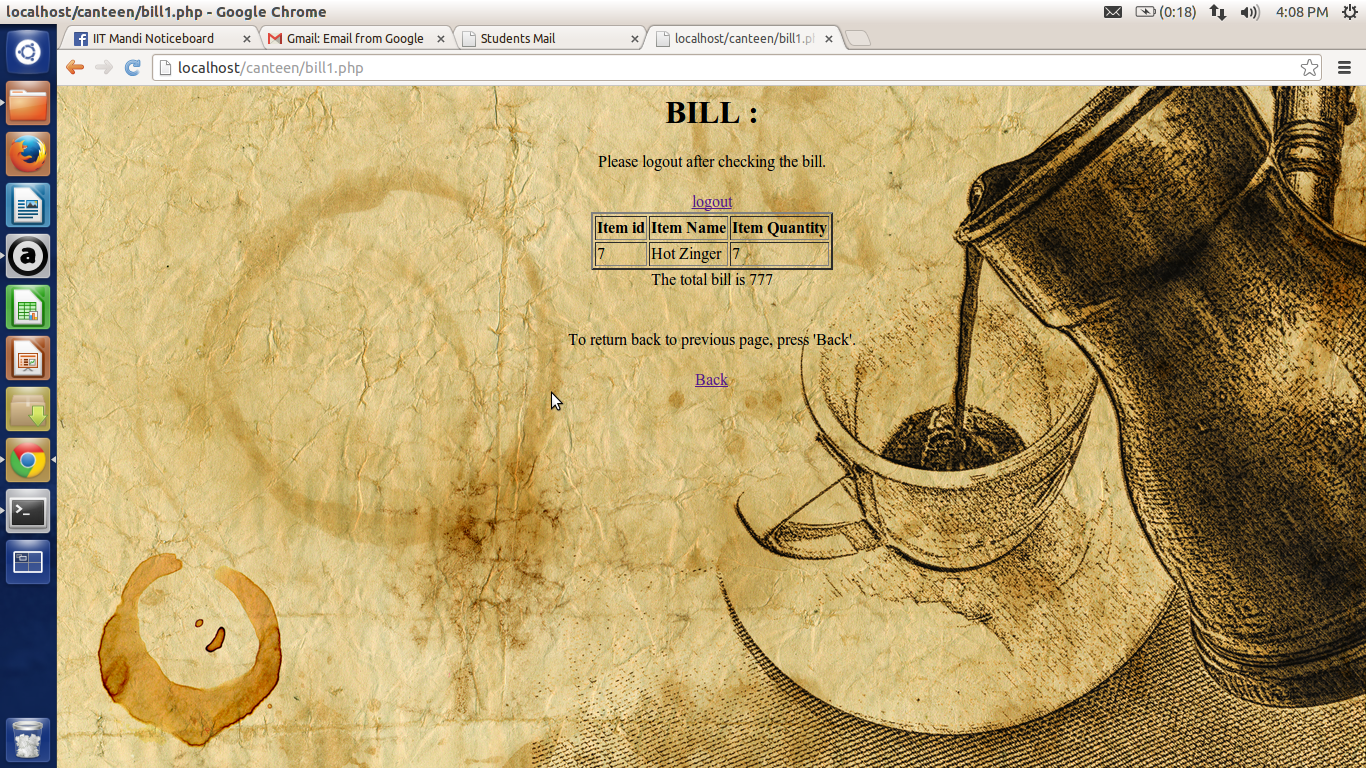 localhost/canteen/bill1.php - Google Chrome
(0:18)
4:08 PM
IIT Mandi Noticeboard
Gmail: Email from Google
Students Mail
localhost/canteen/bill1.p
localhost/canteen/bill1.php
BILL :
Please logout after checking the bill.
logout
Item id Item Name Item Quantity
7 Hot Zinger 7
The total bill is 777
To return back to previous page, press 'Back'.
Back